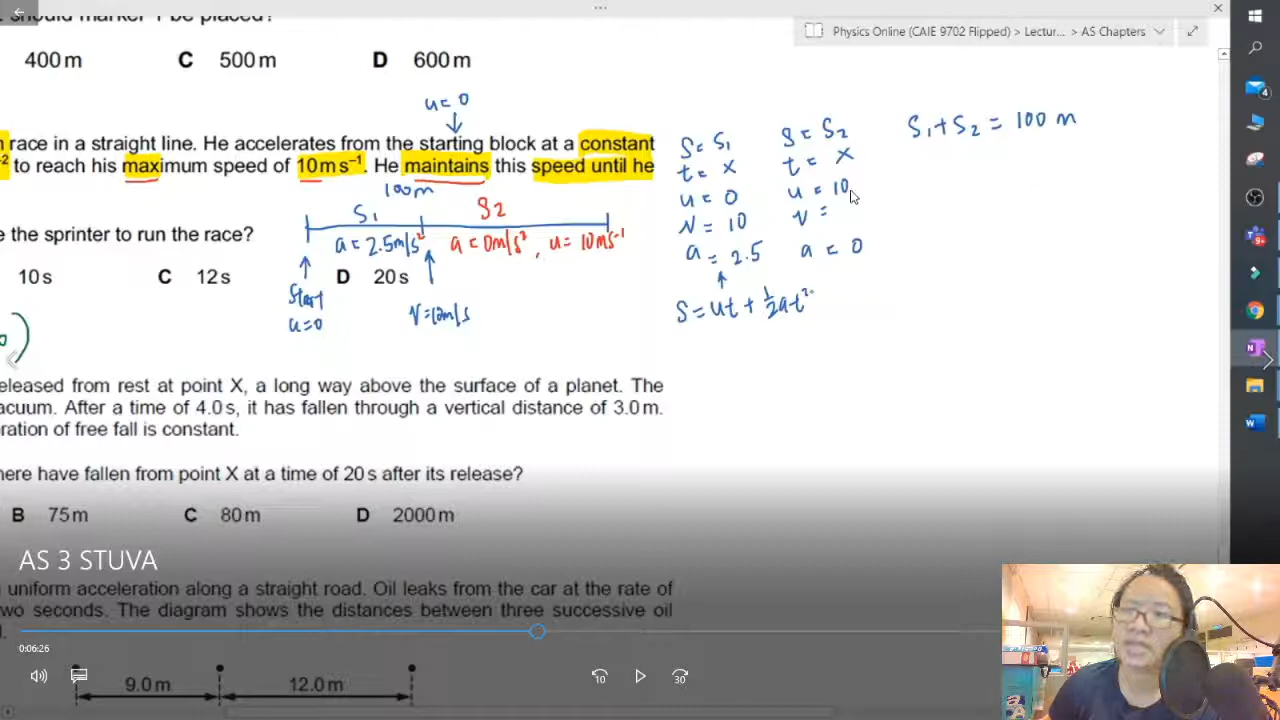 should marker 1 be placed?
Physics Online (CAIE 9702 Flipped) > Lectur... > AS Chapters
400 m C 500 m D 600 m
u = 0
race in a straight line. He accelerates from the starting block at a constant
to reach his maximum speed of 10 m s⁻¹. He maintains this speed until he
100m
S₁ S₂
a = 2.5m/s² a = 0m/s², u = 10ms⁻¹
e the sprinter to run the race?
10 s C 12 s D 20 s
Start
u = 0
V = 10m/s
S = S₁
t = x
u = 0
V = 10
a = 2.5
S = ut + ½at²
S = S₂
t = x
u = 10
V =
a = 0
S₁ + S₂ = 100 m
4
eleased from rest at point X, a long way above the surface of a planet. The
acuum. After a time of 4.0 s, it has fallen through a vertical distance of 3.0 m.
ration of free fall is constant.
here have fallen from point X at a time of 20 s after its release?
B 75 m C 80 m D 2000 m
AS 3 STUVA
uniform acceleration along a straight road. Oil leaks from the car at the rate of
wo seconds. The diagram shows the distances between three successive oil
0:06:26
9.0 m 12.0 m
10 30